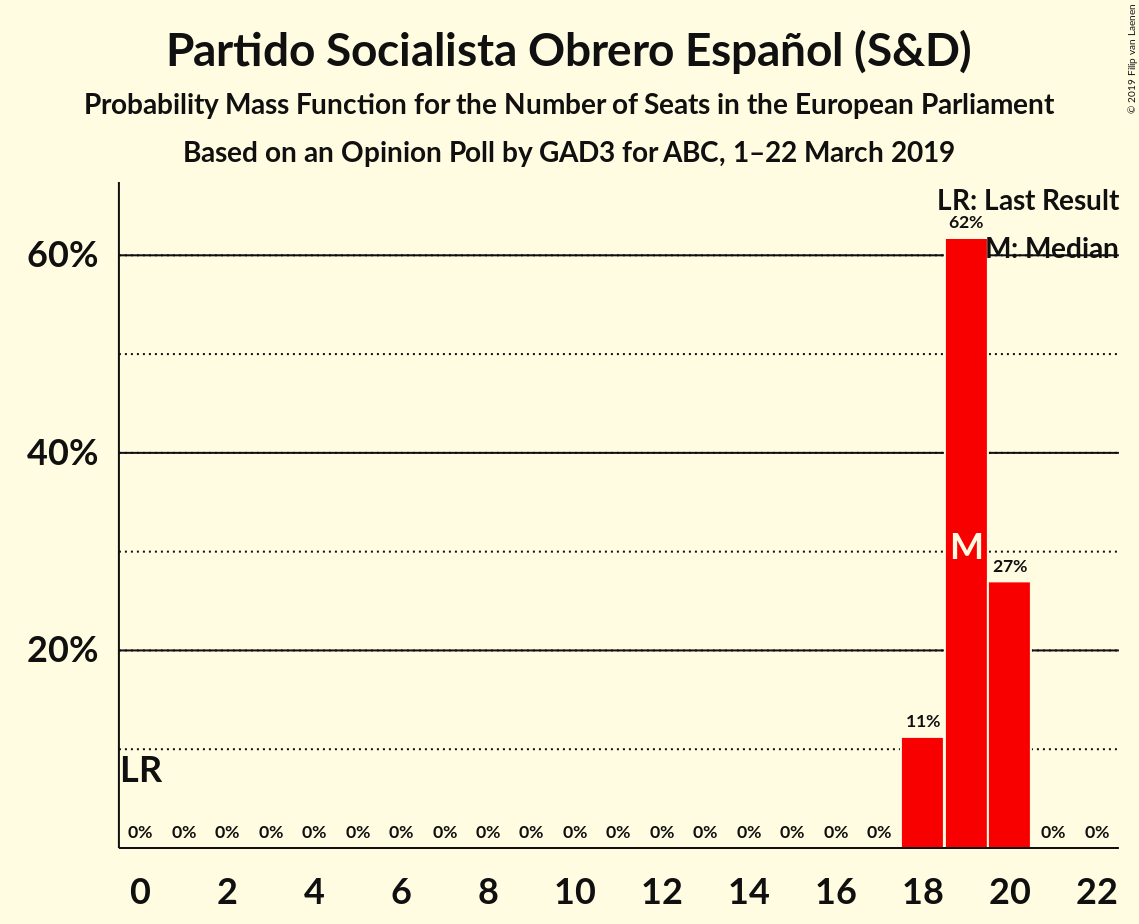 Partido Socialista Obrero Español (S&D)
Probability Mass Function for the Number of Seats in the European Parliament
Based on an Opinion Poll by GAD3 for ABC, 1–22 March 2019
© 2019 Filip van Laenen
LR: Last Result
M: Median
60%
40%
20%
62%
M
27%
11%
LR
0% 0% 0% 0% 0% 0% 0% 0% 0% 0% 0% 0% 0% 0% 0% 0% 0% 0% 0% 0%
0 2 4 6 8 10 12 14 16 18 20 22